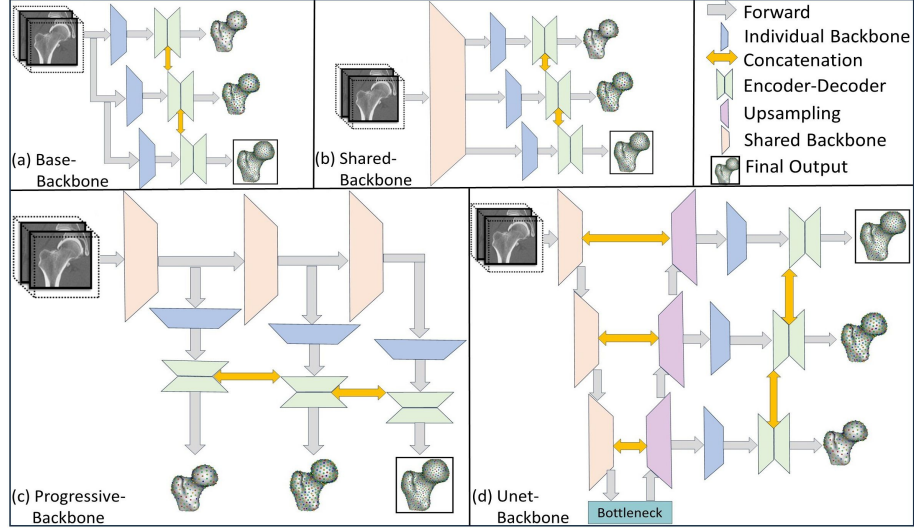 (a) Base-
Backbone
(b) Shared-
Backbone
Forward
Individual Backbone
Concatenation
Encoder-Decoder
Upsampling
Shared Backbone
Final Output
(c) Progressive-
Backbone
(d) Unet-
Backbone
Bottleneck